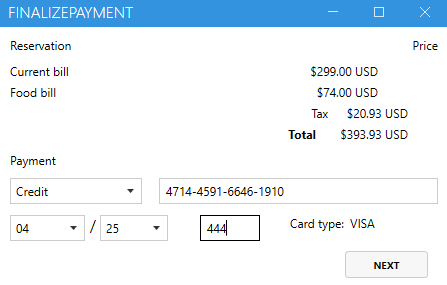 FINALIZEPAYMENT
Reservation Price
Current bill $299.00 USD
Food bill $74.00 USD
Tax $20.93 USD
Total $393.93 USD
Payment
Credit 4714-4591-6646-1910
04 / 25 444 Card type: VISA
NEXT